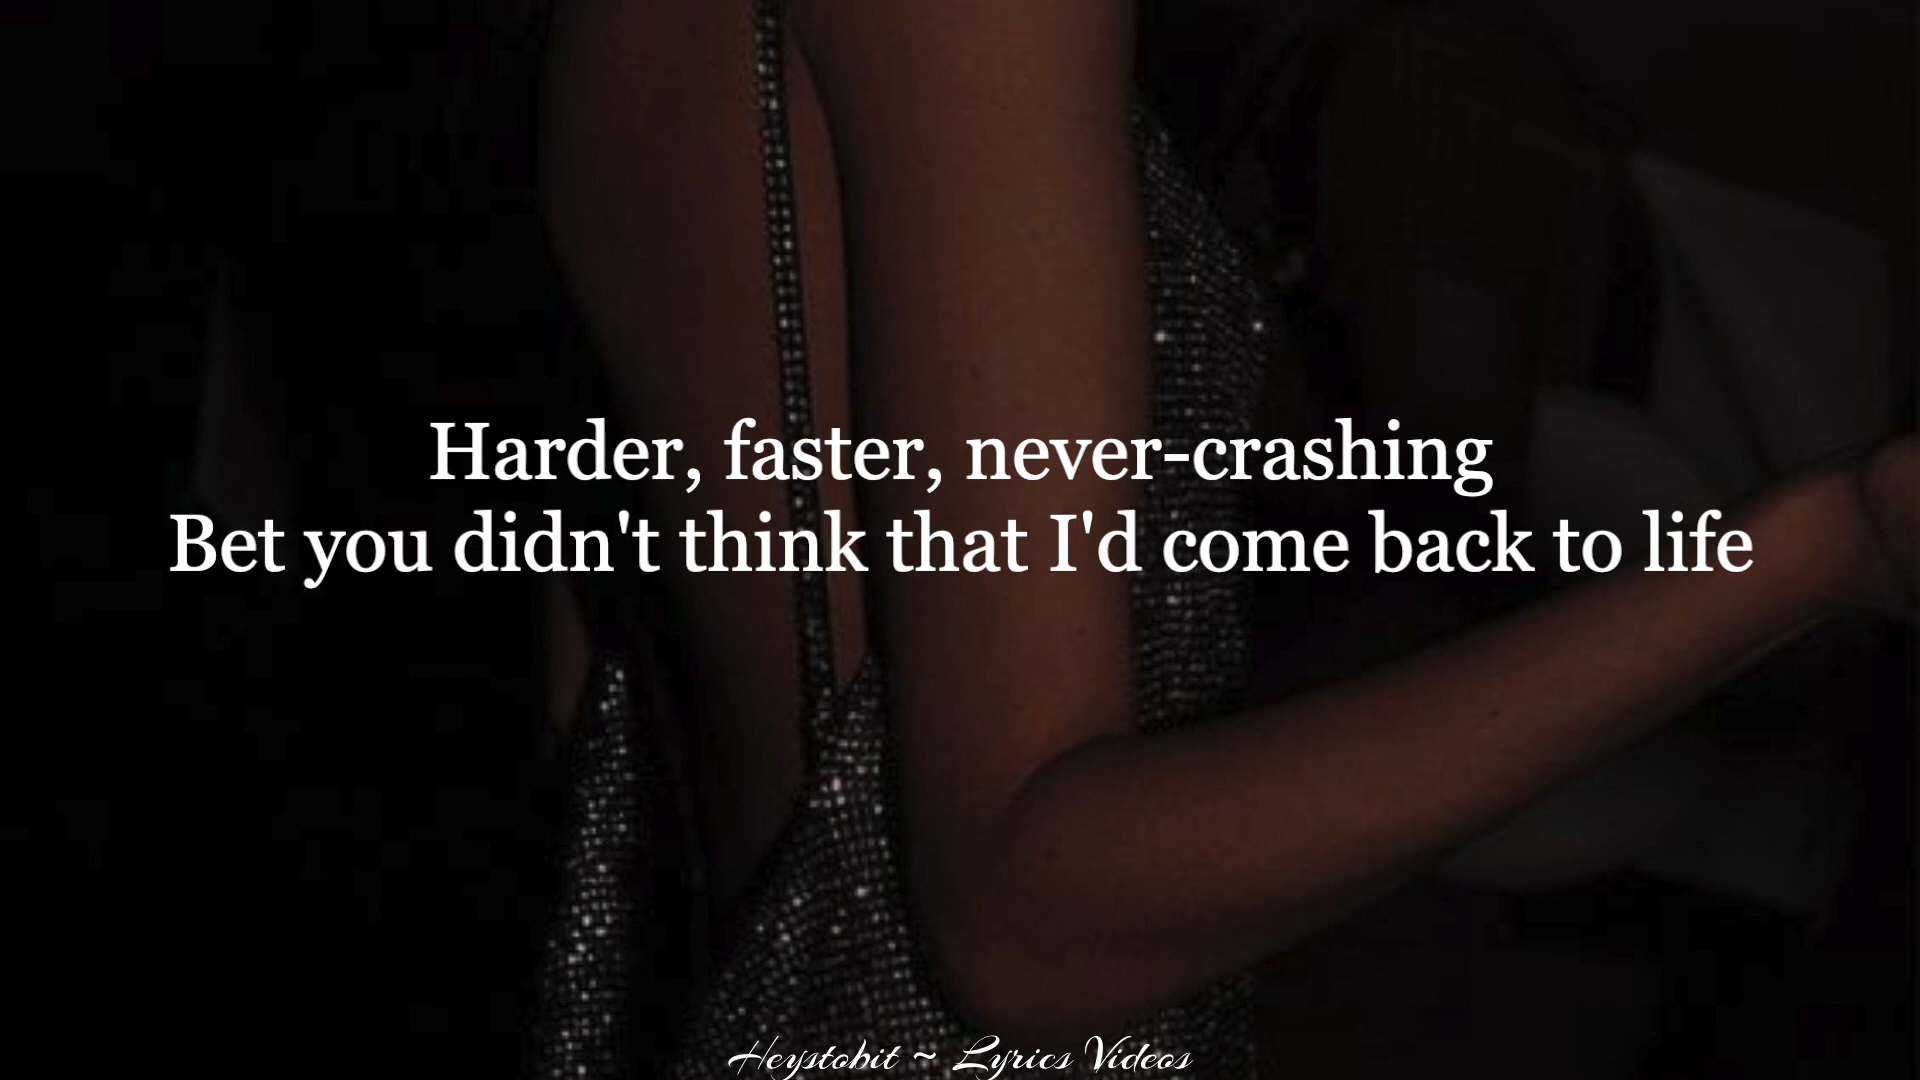 Harder, faster, never-crashing
Bet you didn't think that I'd come back to life
Heystobit ~ Lyrics Videos